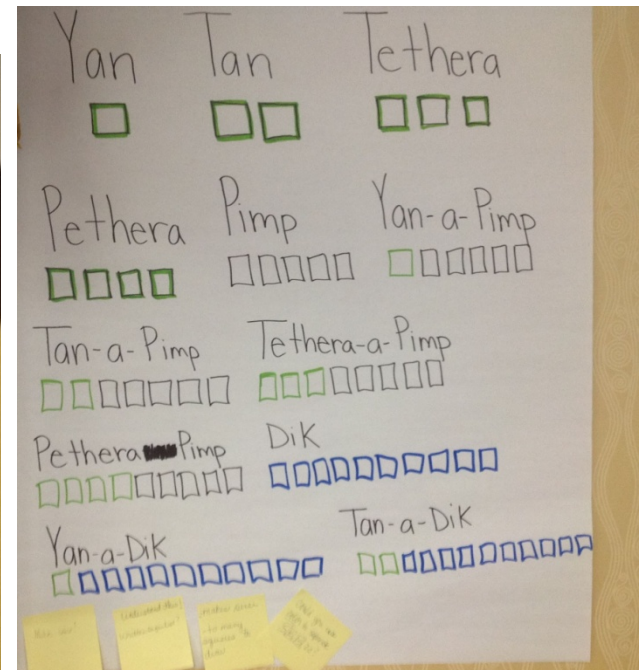 Yan Tan Tethera
Pethera Pimp Yan-a-Pimp
Tan-a-Pimp Tethera-a-Pimp
Pethera Pimp Dik
Yan-a-Dik Tan-a-Dik